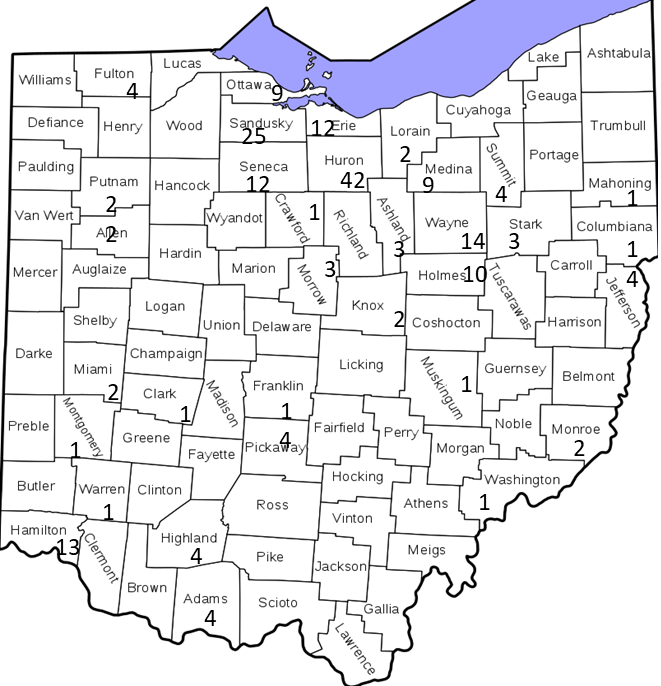 Williams
Fulton
4
Lucas
Ottawa
9
Lake
Ashtabula
Geauga
Defiance
Henry
Wood
Sandusky
25
12
Erie
Lorain
2
Cuyahoga
Summit
4
Portage
Trumbull
Paulding
Putnam
2
Hancock
Seneca
12
Huron
42
Medina
9
Mahoning
1
Van Wert
Allen
2
Wyandot
Crawford
1
Richland
Ashland
3
Wayne
14
Stark
3
Columbiana
1
Mercer
Auglaize
Hardin
Marion
Morrow
3
Knox
2
Holmes
10
Tuscarawas
Carroll
Jefferson
4
Shelby
Logan
Union
Delaware
Coshocton
Harrison
Darke
Miami
2
Champaign
Clark
1
Madison
Franklin
1
Licking
Muskingum
1
Guernsey
Belmont
Preble
Montgomery
1
Greene
Fayette
Pickaway
4
Fairfield
Perry
Morgan
Noble
Monroe
2
Butler
Warren
1
Clinton
Ross
Hocking
Athens
Washington
1
Hamilton
13
Clermont
Brown
Highland
4
Pike
Vinton
Meigs
Adams
4
Scioto
Jackson
Gallia
Lawrence